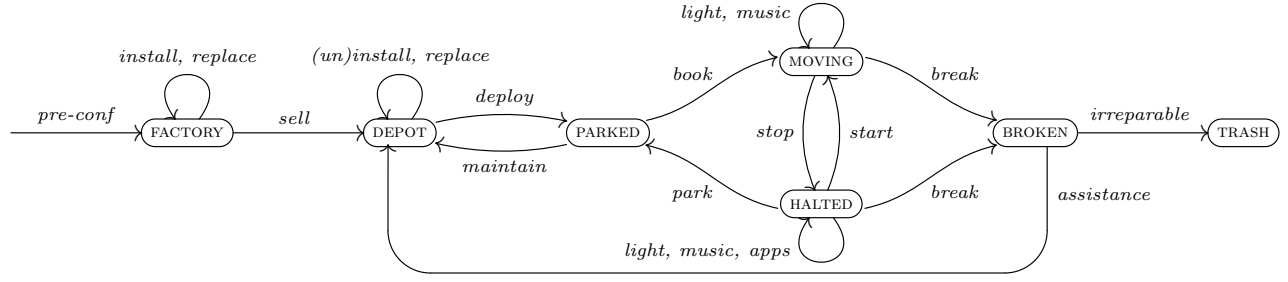 light, music
MOVING
install, replace
(un)install, replace
book
break
pre-conf
FACTORY
sell
DEPOT
deploy
maintain
PARKED
stop
start
BROKEN
irreparable
TRASH
park
HALTED
break
assistance
light, music, apps